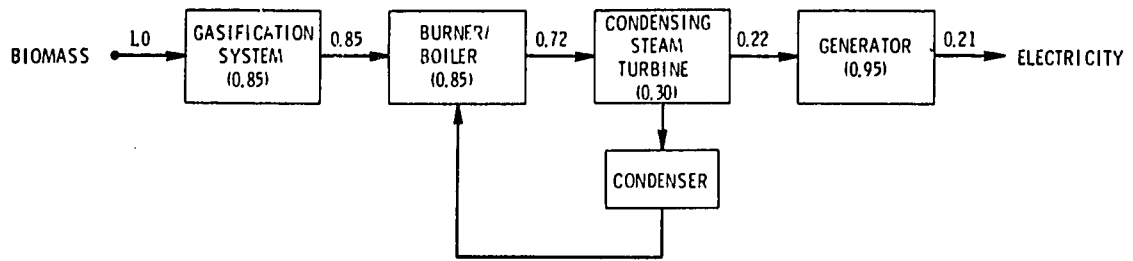 BIOMASS
1.0
GASIFICATION
SYSTEM
(0.85)
0.85
BURNER/
BOILER
(0.85)
0.72
CONDENSING
STEAM
TURBINE
(0.30)
0.22
GENERATOR
(0.95)
0.21
ELECTRICITY
CONDENSER